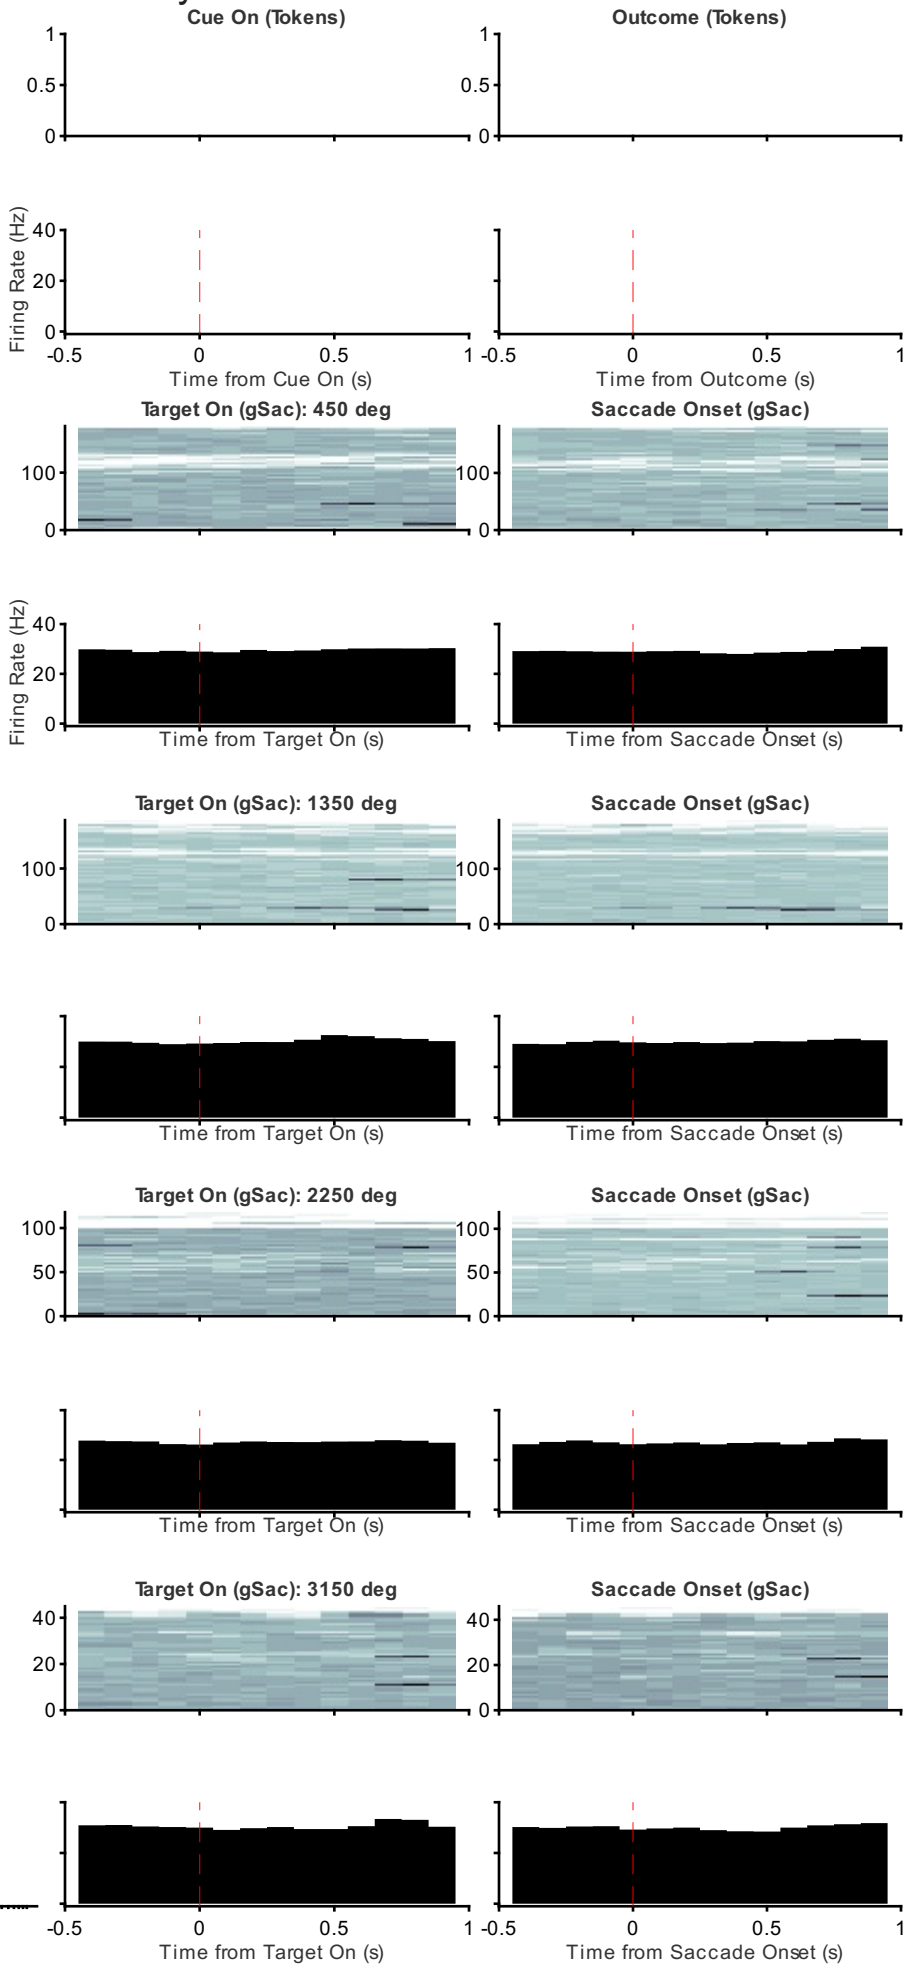 Cue On (Tokens) Outcome (Tokens)
1 1
0.5 0.5
0 0
Firing Rate (Hz)
40
20
0
-0.5 0 0.5 1 -0.5 0 0.5 1
Time from Cue On (s) Time from Outcome (s)
Target On (gSac): 450 deg Saccade Onset (gSac)
100 100
0 0
Firing Rate (Hz)
40
20
0
Time from Target On (s) Time from Saccade Onset (s)
Target On (gSac): 1350 deg Saccade Onset (gSac)
100 100
0 0
Time from Target On (s) Time from Saccade Onset (s)
Target On (gSac): 2250 deg Saccade Onset (gSac)
100 100
50 50
0 0
Time from Target On (s) Time from Saccade Onset (s)
Target On (gSac): 3150 deg Saccade Onset (gSac)
40 40
20 20
0 0
-0.5 0 0.5 1 -0.5 0 0.5 1
Time from Target On (s) Time from Saccade Onset (s)